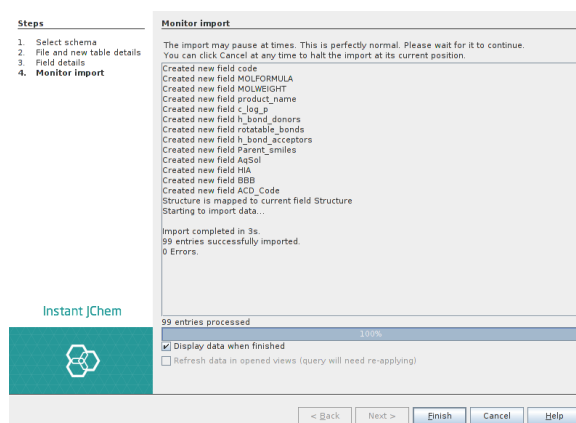 Steps
1. Select schema
2. File and new table details
3. Field details
4. Monitor import
Instant JChem
Monitor import
The import may pause at times. This is perfectly normal. Please wait for it to continue.
You can click Cancel at any time to halt the import at its current position.
Created new field code
Created new field MOLFORMULA
Created new field MOLWEIGHT
Created new field product_name
Created new field c_log_p
Created new field h_bond_donors
Created new field rotatable_bonds
Created new field h_bond_acceptors
Created new field Parent_smiles
Created new field AqSol
Created new field HIA
Created new field BBB
Created new field ACD_Code
Structure is mapped to current field Structure
Starting to import data...
Import completed in 3s.
99 entries successfully imported.
0 Errors.
99 entries processed
100%
Display data when finished
Refresh data in opened views (query will need re-applying)
< Back
Next >
Finish
Cancel
Help